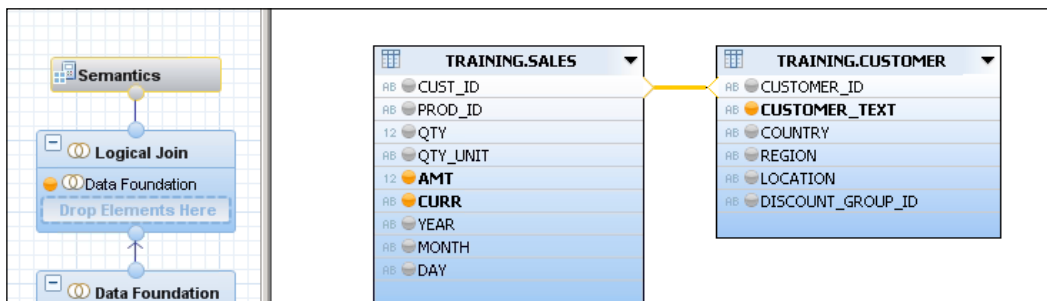 Semantics
Logical Join
Data Foundation
Drop Elements Here
Data Foundation
TRAINING.SALES
AB CUST_ID
AB PROD_ID
12 QTY
AB QTY_UNIT
12 AMT
AB CURR
AB YEAR
AB MONTH
AB DAY
TRAINING.CUSTOMER
AB CUSTOMER_ID
AB CUSTOMER_TEXT
AB COUNTRY
AB REGION
AB LOCATION
AB DISCOUNT_GROUP_ID